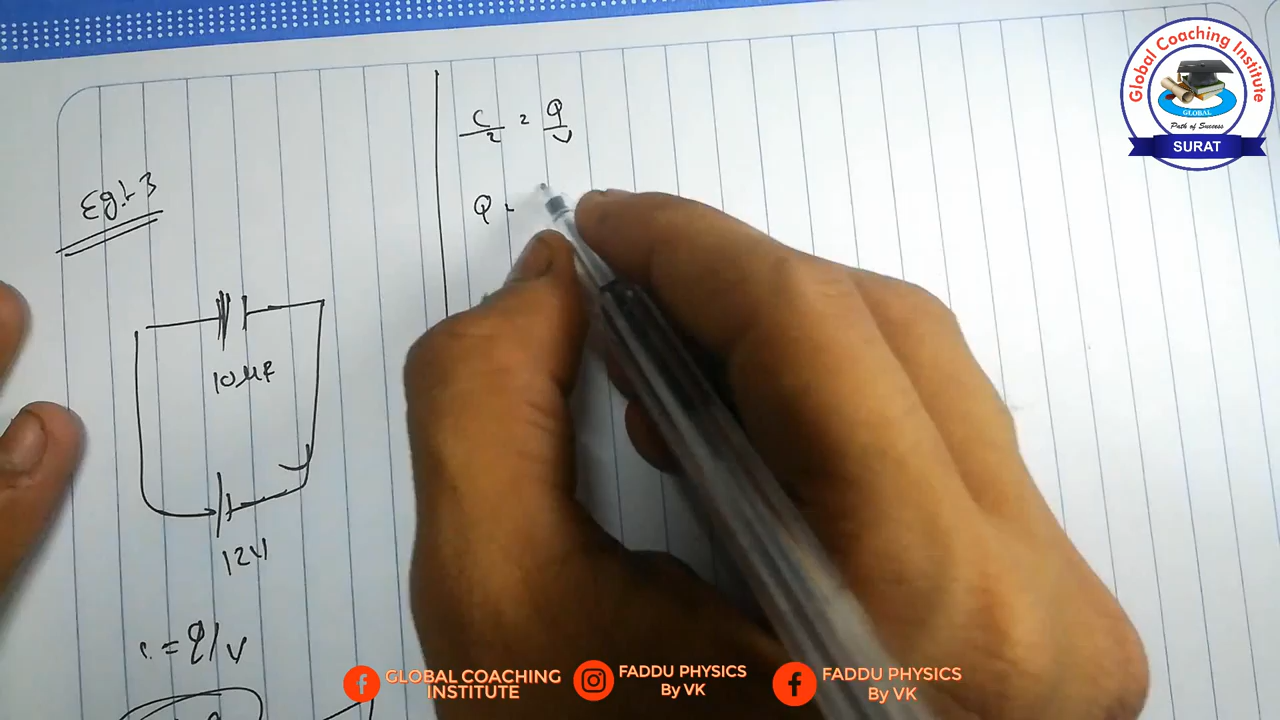 Eg:- 3
10μF
12V
c = Q/V
C/2 = Q/V
Q =
Global Coaching Institute
GLOBAL
Path of Success
SURAT
GLOBAL COACHING
INSTITUTE
FADDU PHYSICS
By VK
FADDU PHYSICS
By VK